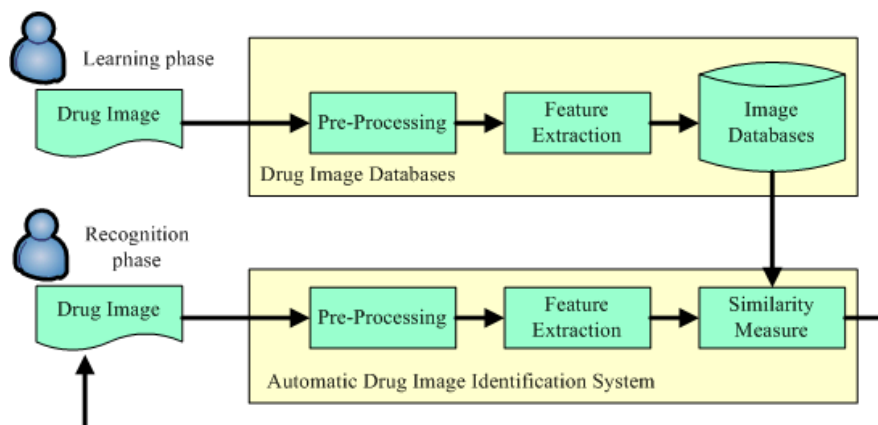 Learning phase
Drug Image
Pre-Processing
Feature
Extraction
Image
Databases
Drug Image Databases
Recognition
phase
Drug Image
Pre-Processing
Feature
Extraction
Similarity
Measure
Automatic Drug Image Identification System